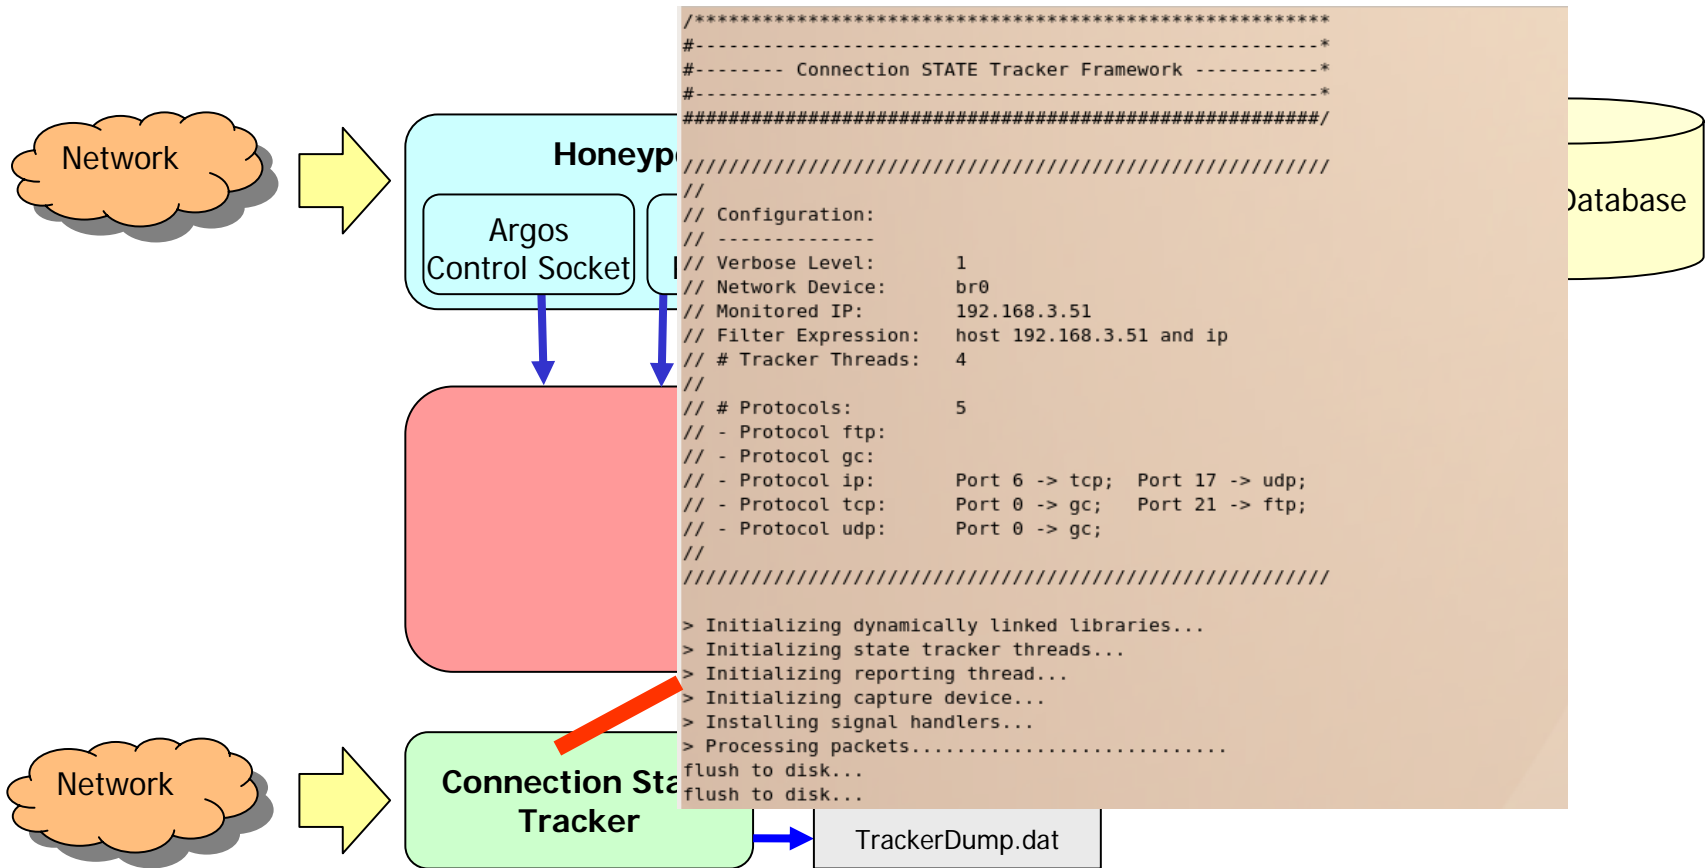 /********************************************************
#-------------------------------------------------------*
#-------- Connection STATE Tracker Framework -----------*
#-------------------------------------------------------*
########################################################/
/////////////////////////////////////////////////////////
//
// Configuration:
// --------------
// Verbose Level: 1
// Network Device: br0
// Monitored IP: 192.168.3.51
// Filter Expression: host 192.168.3.51 and ip
// # Tracker Threads: 4
//
// # Protocols: 5
// - Protocol ftp:
// - Protocol gc:
// - Protocol ip: Port 6 -> tcp; Port 17 -> udp;
// - Protocol tcp: Port 0 -> gc; Port 21 -> ftp;
// - Protocol udp: Port 0 -> gc;
//
/////////////////////////////////////////////////////////
> Initializing dynamically linked libraries...
> Initializing state tracker threads...
> Initializing reporting thread...
> Initializing capture device...
> Installing signal handlers...
> Processing packets............................
flush to disk...
flush to disk...
Network
Argos
Control Socket
Database
Network
Connection
Tracker
TrackerDump.dat